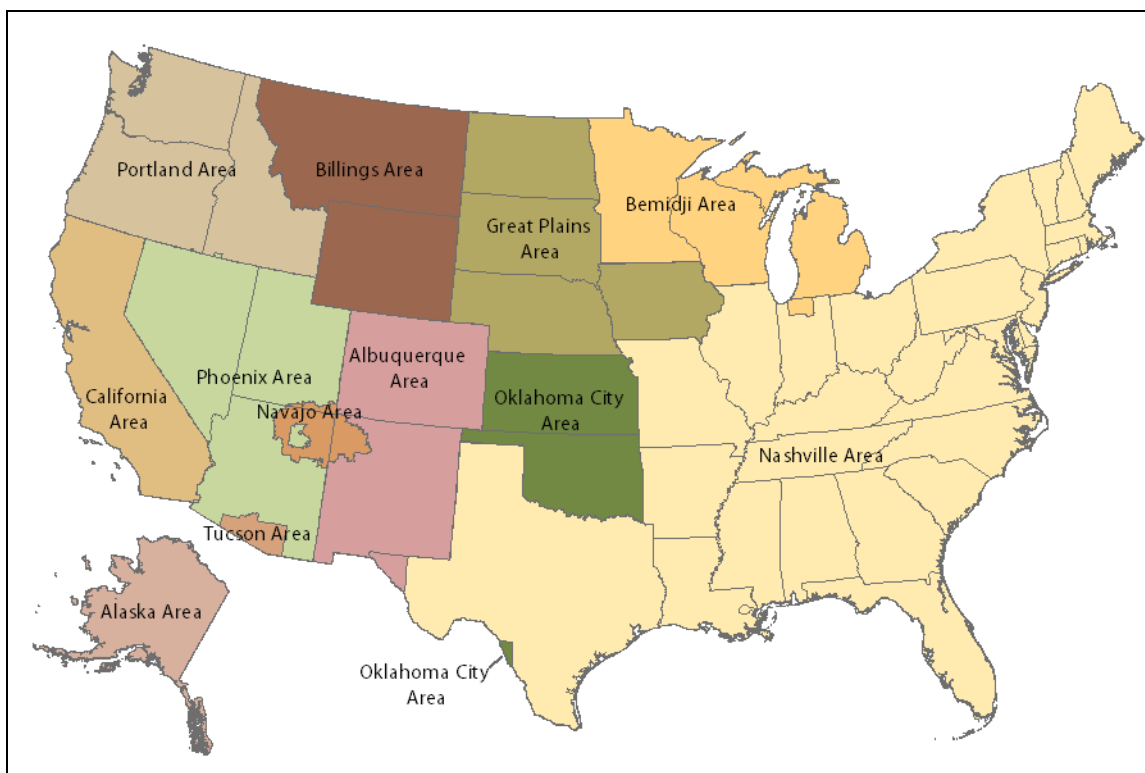 Portland Area
Billings Area
Bemidji Area
Great Plains
Area
Albuquerque
Area
Phoenix Area
California
Area
Navajo Area
Oklahoma City
Area
Nashville Area
Tucson Area
Alaska Area
Oklahoma City
Area